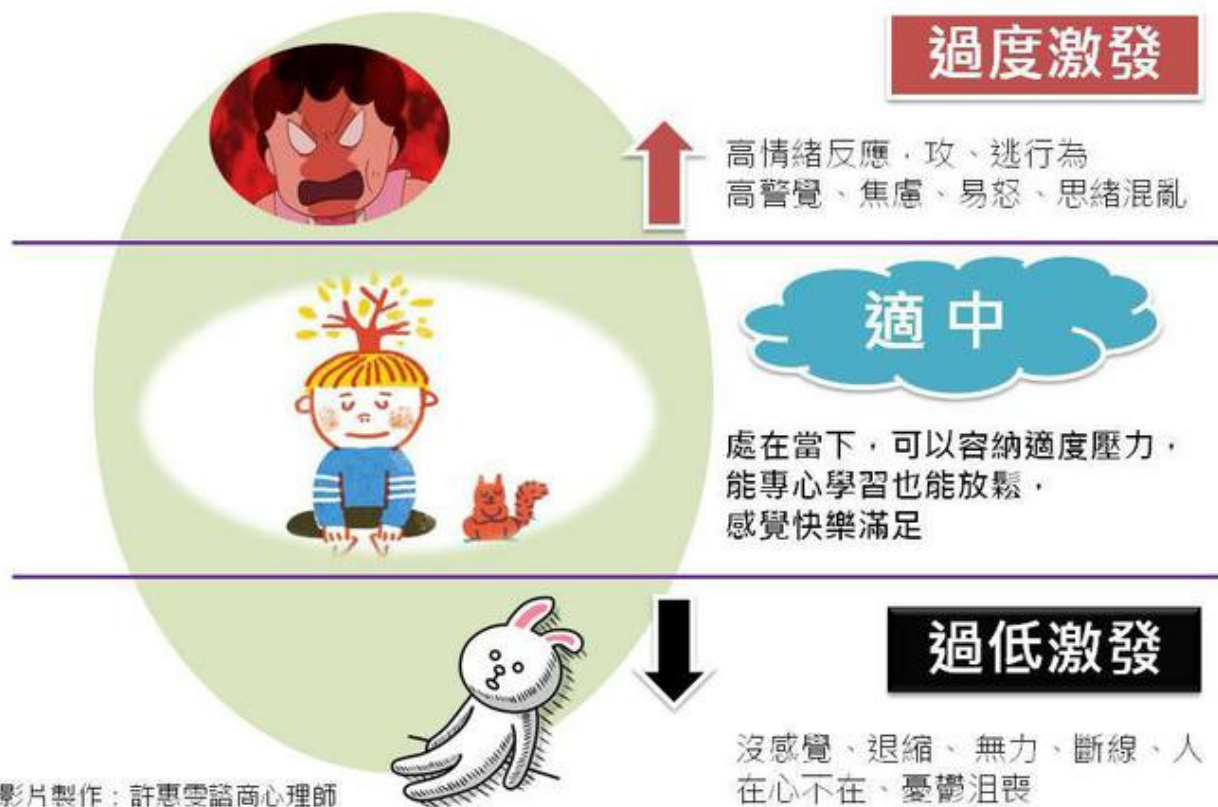 過度激發
高情緒反應，攻、逃行為
高警覺、焦慮、易怒、思緒混亂
適中
處在當下，可以容納適度壓力，
能專心學習也能放鬆，
感覺快樂滿足
過低激發
沒感覺、退縮、無力、斷線、人
在心不在、憂鬱沮喪
影片製作：許惠雯諮商心理師